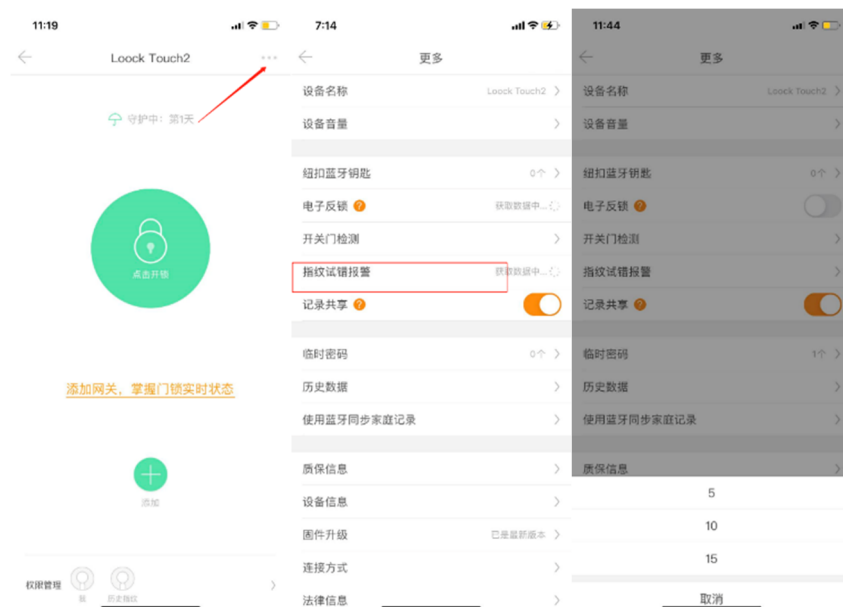 11:19
Loock Touch2
守护中：第1天
点击开锁
添加网关，掌握门锁实时状态
添加
权限管理
历史指纹
7:14
更多
设备名称 Loock Touch2
设备音量
纽扣蓝牙钥匙 0个
电子反锁 ? 获取数据中...
开关门检测
指纹试错报警 获取数据中...
记录共享 ?
临时密码 0个
历史数据
使用蓝牙同步家庭记录
质保信息
设备信息
固件升级 已是最新版本
连接方式
法律信息
11:44
更多
设备名称 Loock Touch2
设备音量
纽扣蓝牙钥匙 0个
电子反锁 ?
开关门检测
指纹试错报警
记录共享 ?
临时密码 1个
历史数据
使用蓝牙同步家庭记录
质保信息
5
10
15
取消